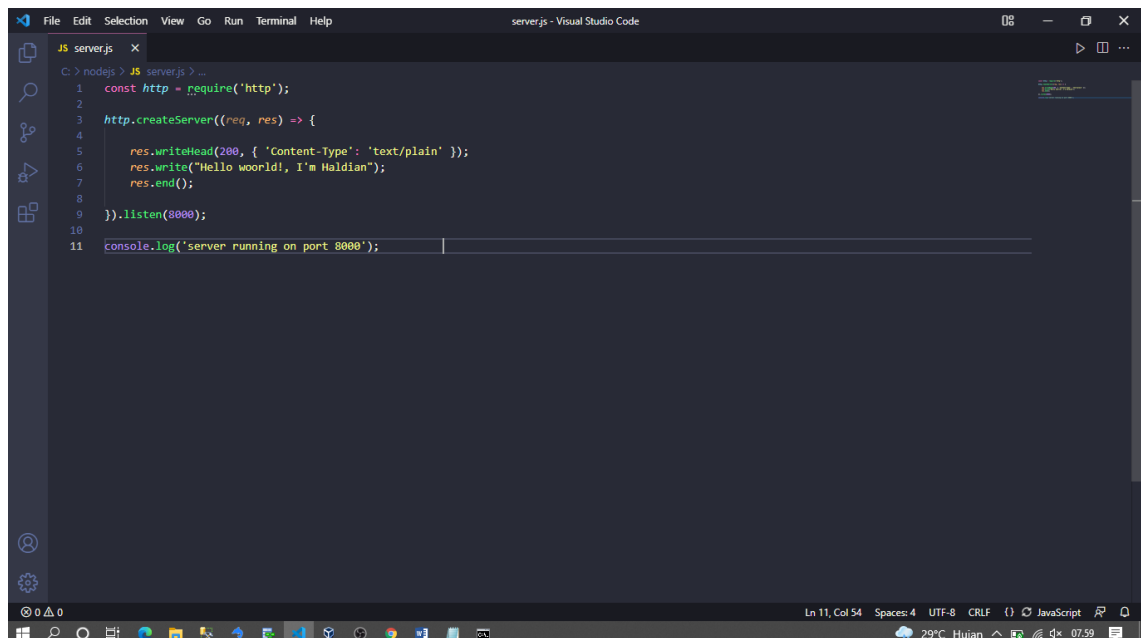 File Edit Selection View Go Run Terminal Help server.js - Visual Studio Code
JS server.js
C: > nodejs > JS server.js > ...
1 const http = require('http');
2
3 http.createServer((req, res) => {
4
5 res.writeHead(200, { 'Content-Type': 'text/plain' });
6 res.write("Hello woorld!, I'm Haldian");
7 res.end();
8
9 }).listen(8000);
10
11 console.log('server running on port 8000');
0 0 Ln 11, Col 54 Spaces: 4 UTF-8 CRLF {} JavaScript
29°C Hujan 07.59